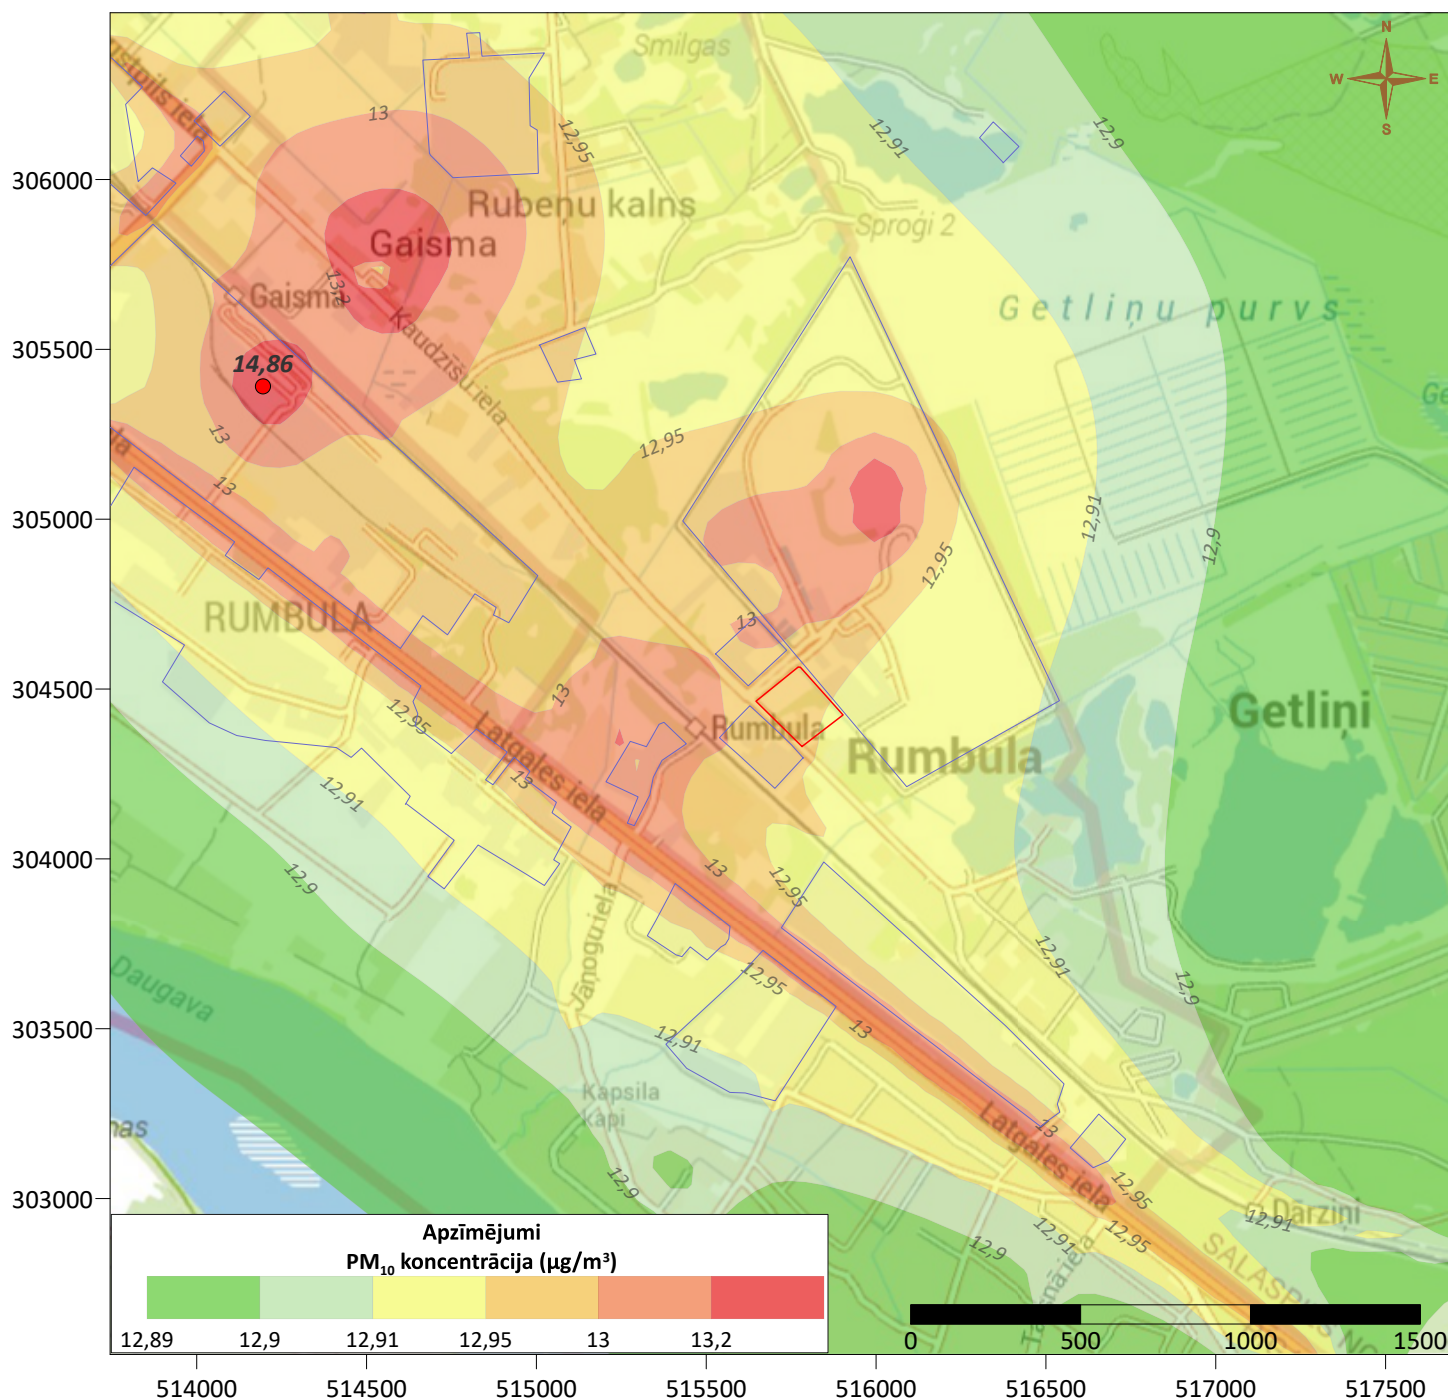 Smilgas
N
W
E
S
13
12,95
12,91
12,9
306000
Rubeņu kalns
Gaisma
Sproģi 2
Gaisma
13,2
Getliņu purvs
Kaudzīšu iela
305500
14,86
13
12,95
13
12,91
12,9
305000
12,95
RUMBULA
13
13
304500
12,95
Latgales iela
Rumbula
Rumbula
Getliņi
12,91
13
304000
12,9
13
12,95
Jāņogu iela
12,91
12,9
Daugava
12,95
303500
13
12,91
Kapsila
kapi
13
Latgales iela
303000
12,9
12,95
Dārziņi
12,91
12,9
12,91
12,95
Apzīmējumi
PM₁₀ koncentrācija (µg/m³)
12,89
12,9
12,91
12,95
13
13,2
0
500
1000
1500
514000
514500
515000
515500
516000
516500
517000
517500